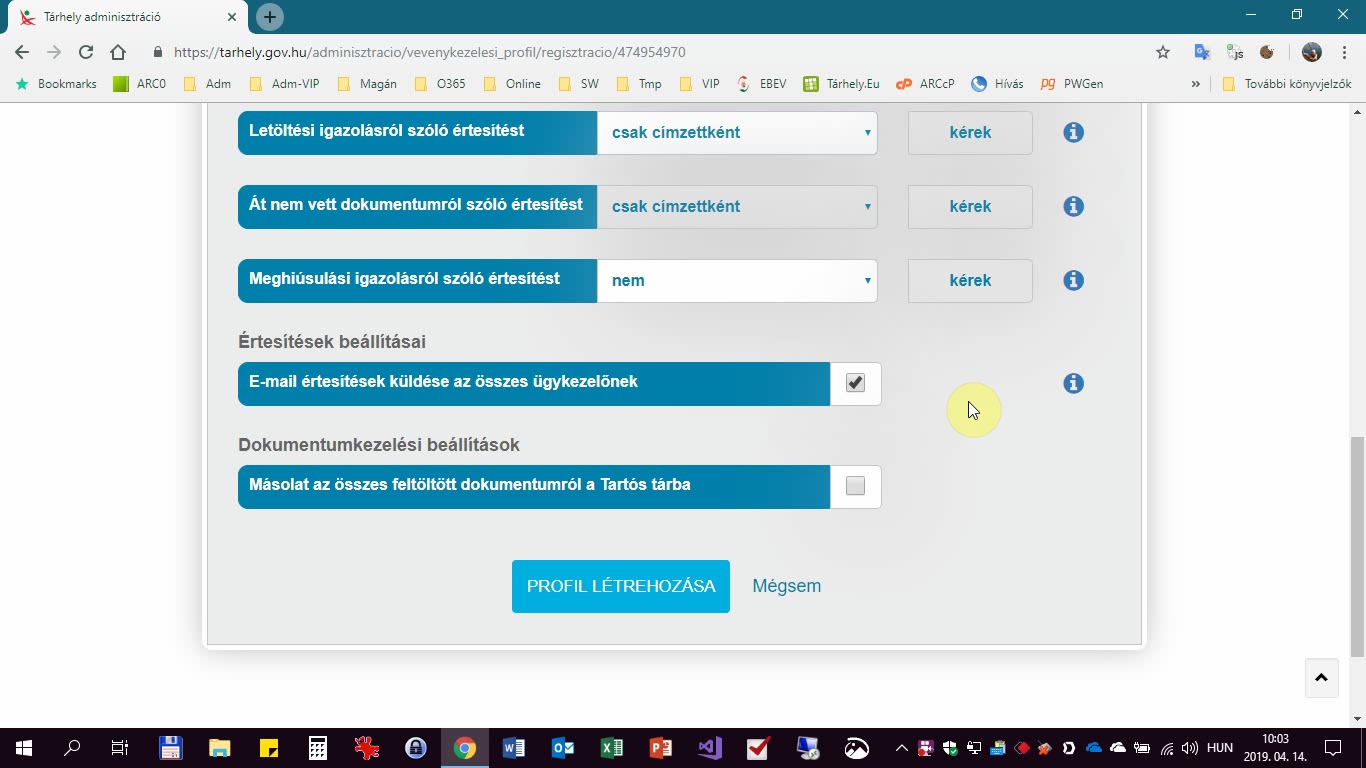 Tárhely adminisztráció
https://tarhely.gov.hu/adminisztracio/vevenykezelesi_profil/regisztracio/474954970
Bookmarks ARC0 Adm Adm-VIP Magán O365 Online SW Tmp VIP EBEV Tárhely.Eu ARCcP Hívás PWGen » További könyvjelzők
Letöltési igazolásról szóló értesítést csak címzettként kérek
Át nem vett dokumentumról szóló értesítést csak címzettként kérek
Meghiúsulási igazolásról szóló értesítést nem kérek
Értesítések beállításai
E-mail értesítések küldése az összes ügykezelőnek
Dokumentumkezelési beállítások
Másolat az összes feltöltött dokumentumról a Tartós tárba
PROFIL LÉTREHOZÁSA Mégsem
HUN
10:03
2019. 04. 14.